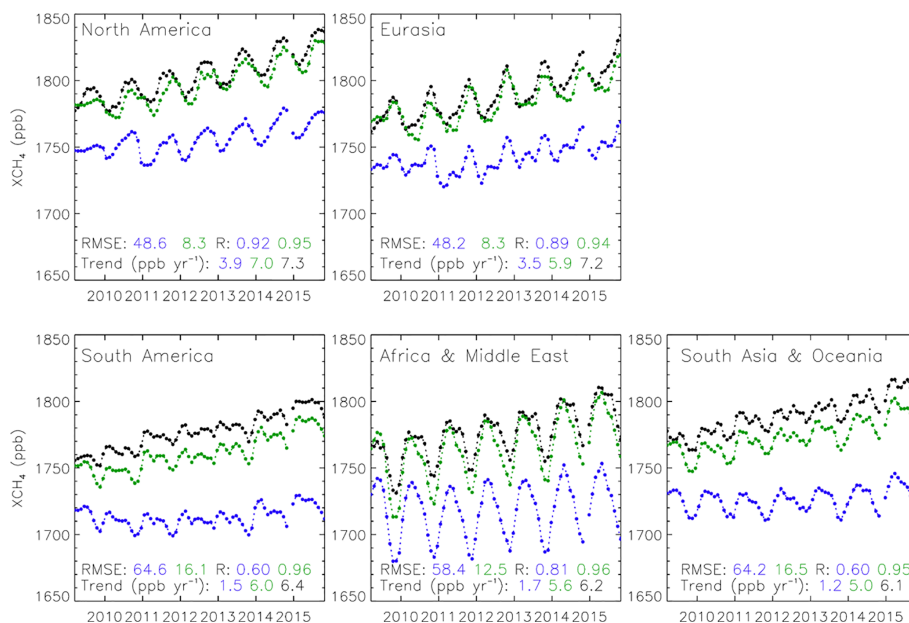 1850
North America
1800
1750
XCH₄ (ppb)
1700
RMSE: 48.6 8.3 R: 0.92 0.95
Trend (ppb yr⁻¹): 3.9 7.0 7.3
1650
2010 2011 2012 2013 2014 2015
1850
Eurasia
1800
1750
1700
RMSE: 48.2 8.3 R: 0.89 0.94
Trend (ppb yr⁻¹): 3.5 5.9 7.2
1650
2010 2011 2012 2013 2014 2015
1850
South America
1800
1750
XCH₄ (ppb)
1700
RMSE: 64.6 16.1 R: 0.60 0.96
Trend (ppb yr⁻¹): 1.5 6.0 6.4
1650
2010 2011 2012 2013 2014 2015
1850
Africa & Middle East
1800
1750
1700
RMSE: 58.4 12.5 R: 0.81 0.96
Trend (ppb yr⁻¹): 1.7 5.6 6.2
1650
2010 2011 2012 2013 2014 2015
1850
South Asia & Oceania
1800
1750
1700
RMSE: 64.2 16.5 R: 0.60 0.95
Trend (ppb yr⁻¹): 1.2 5.0 6.1
1650
2010 2011 2012 2013 2014 2015